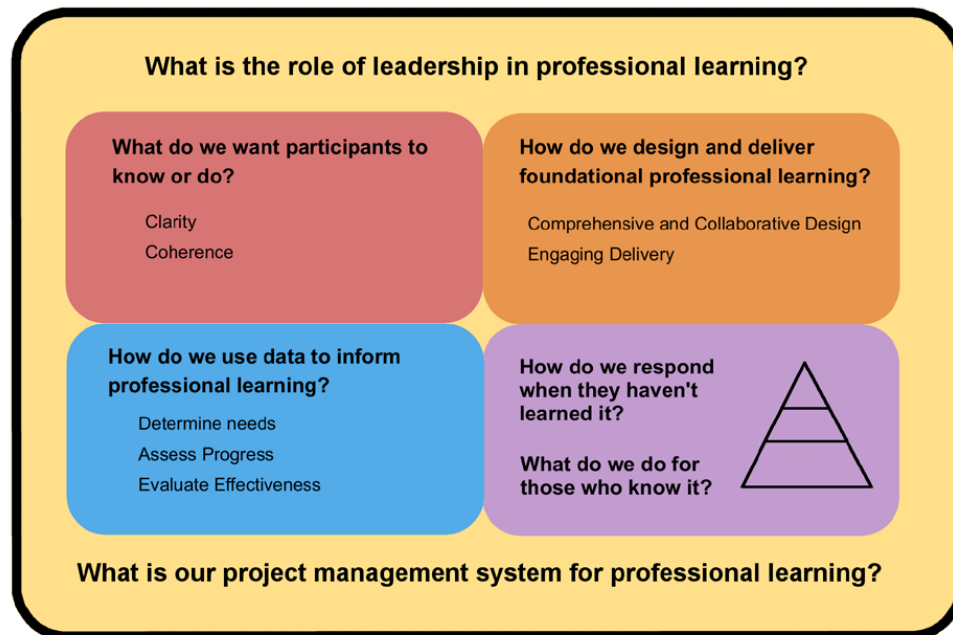 What is the role of leadership in professional learning?
What do we want participants to
know or do?
Clarity
Coherence
How do we design and deliver
foundational professional learning?
Comprehensive and Collaborative Design
Engaging Delivery
How do we use data to inform
professional learning?
Determine needs
Assess Progress
Evaluate Effectiveness
How do we respond
when they haven't
learned it?
What do we do for
those who know it?
What is our project management system for professional learning?